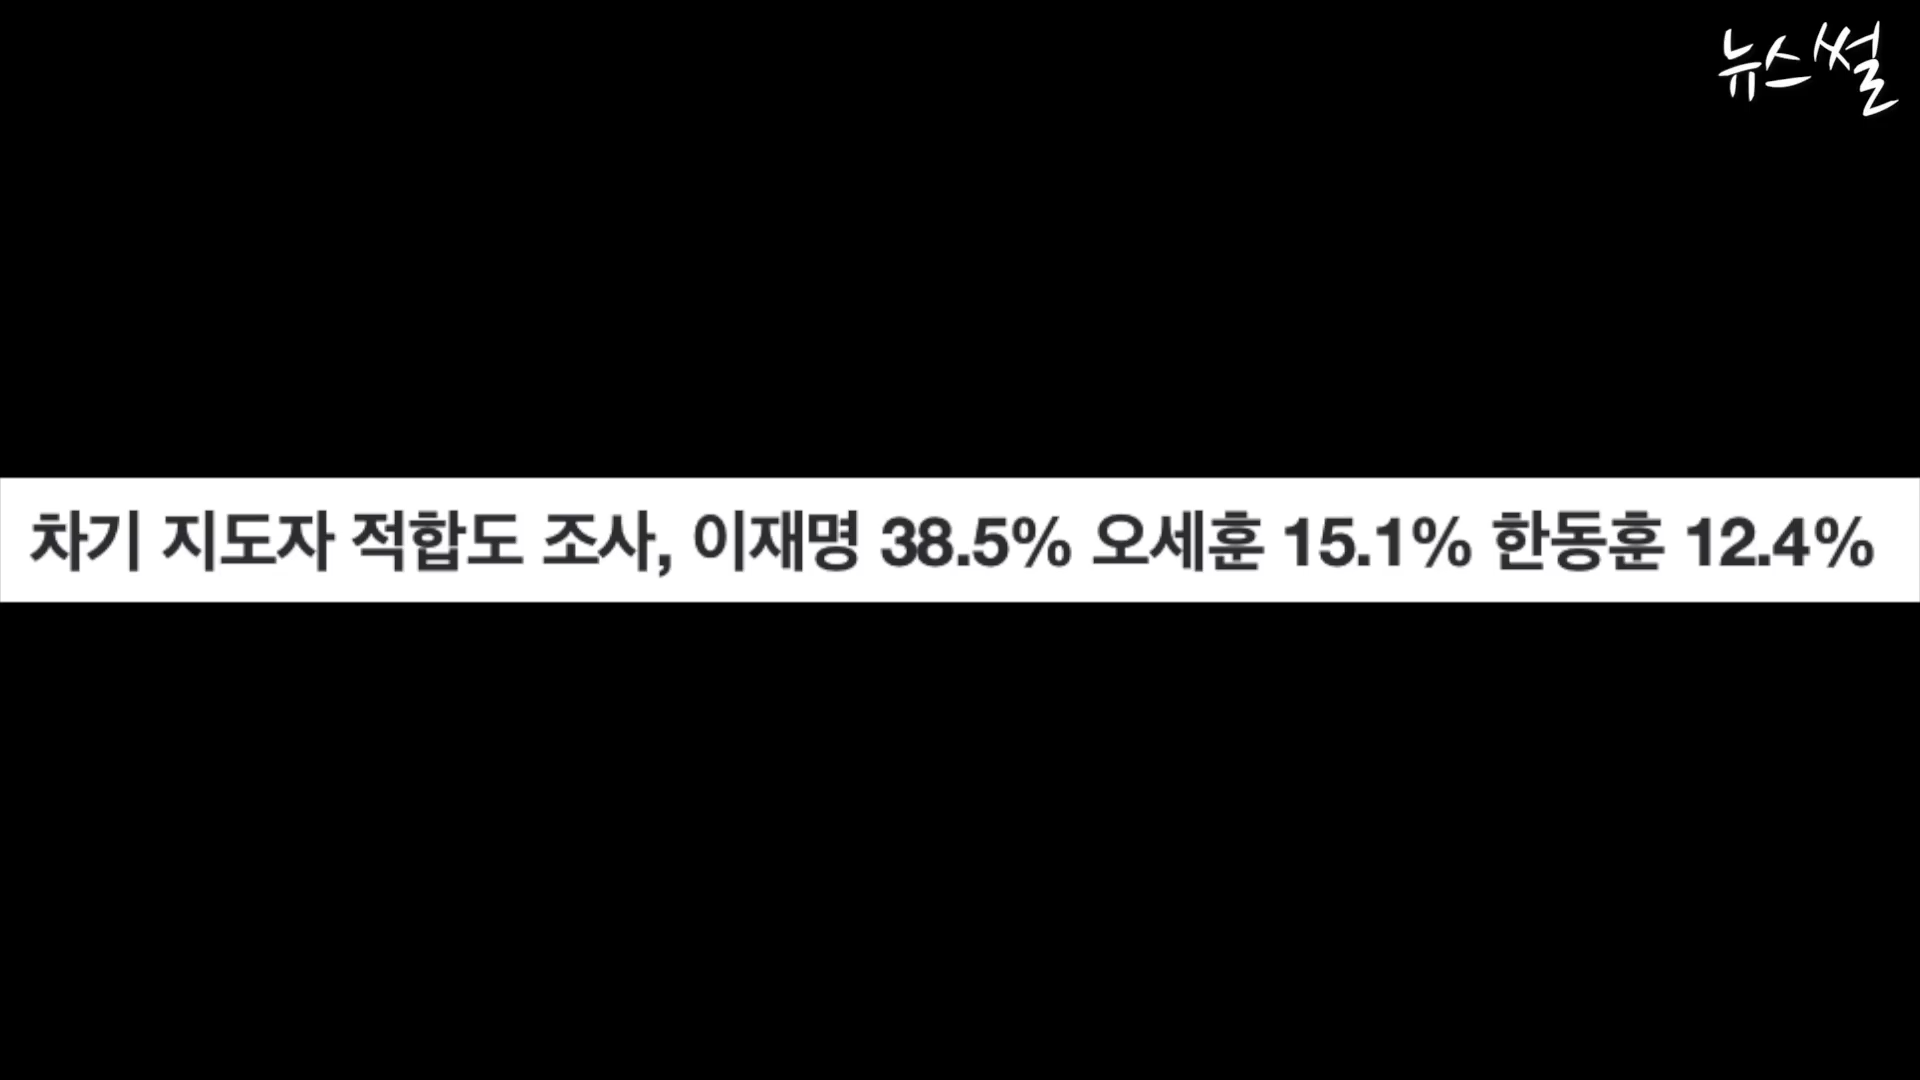 뉴스썰
차기 지도자 적합도 조사, 이재명 38.5% 오세훈 15.1% 한동훈 12.4%